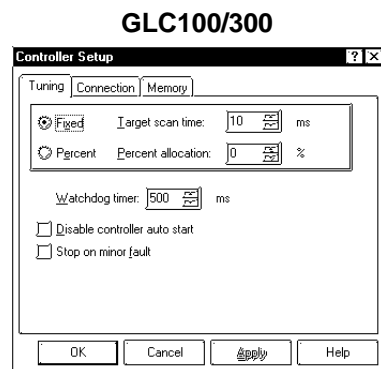 GLC100/300
Controller Setup
Tuning Connection Memory
Fixed Target scan time: 10 ms
Percent Percent allocation: 0 %
Watchdog timer: 500 ms
Disable controller auto start
Stop on minor fault
OK Cancel Apply Help